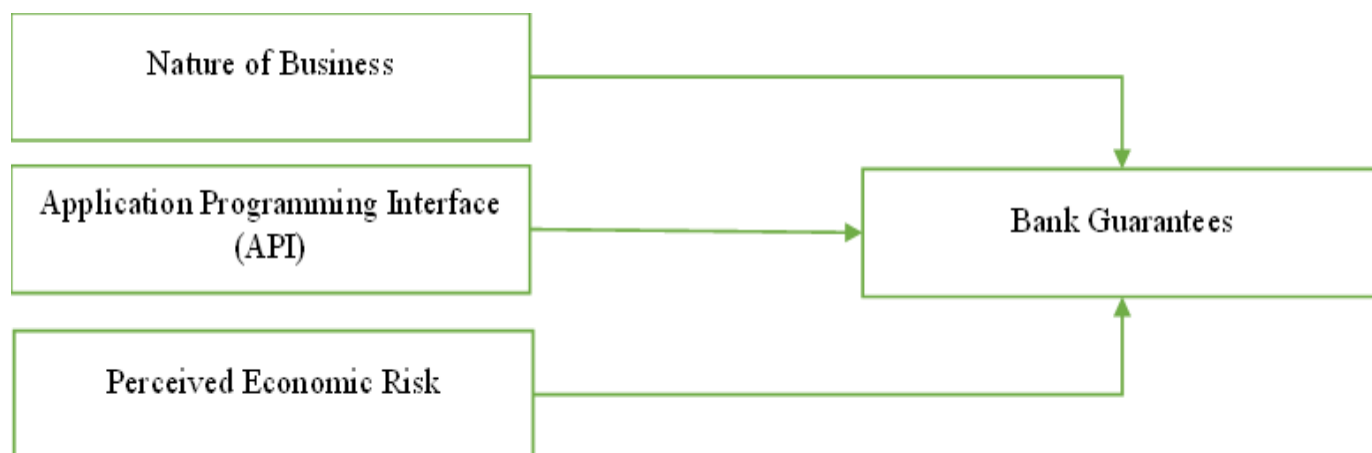 Nature of Business
Application Programming Interface
(API)
Bank Guarantees
Perceived Economic Risk